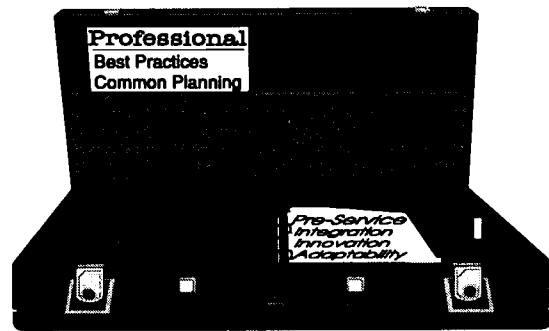 Professional
Best Practices
Common Planning
Pre-Service
Integration
Innovation
Adaptability